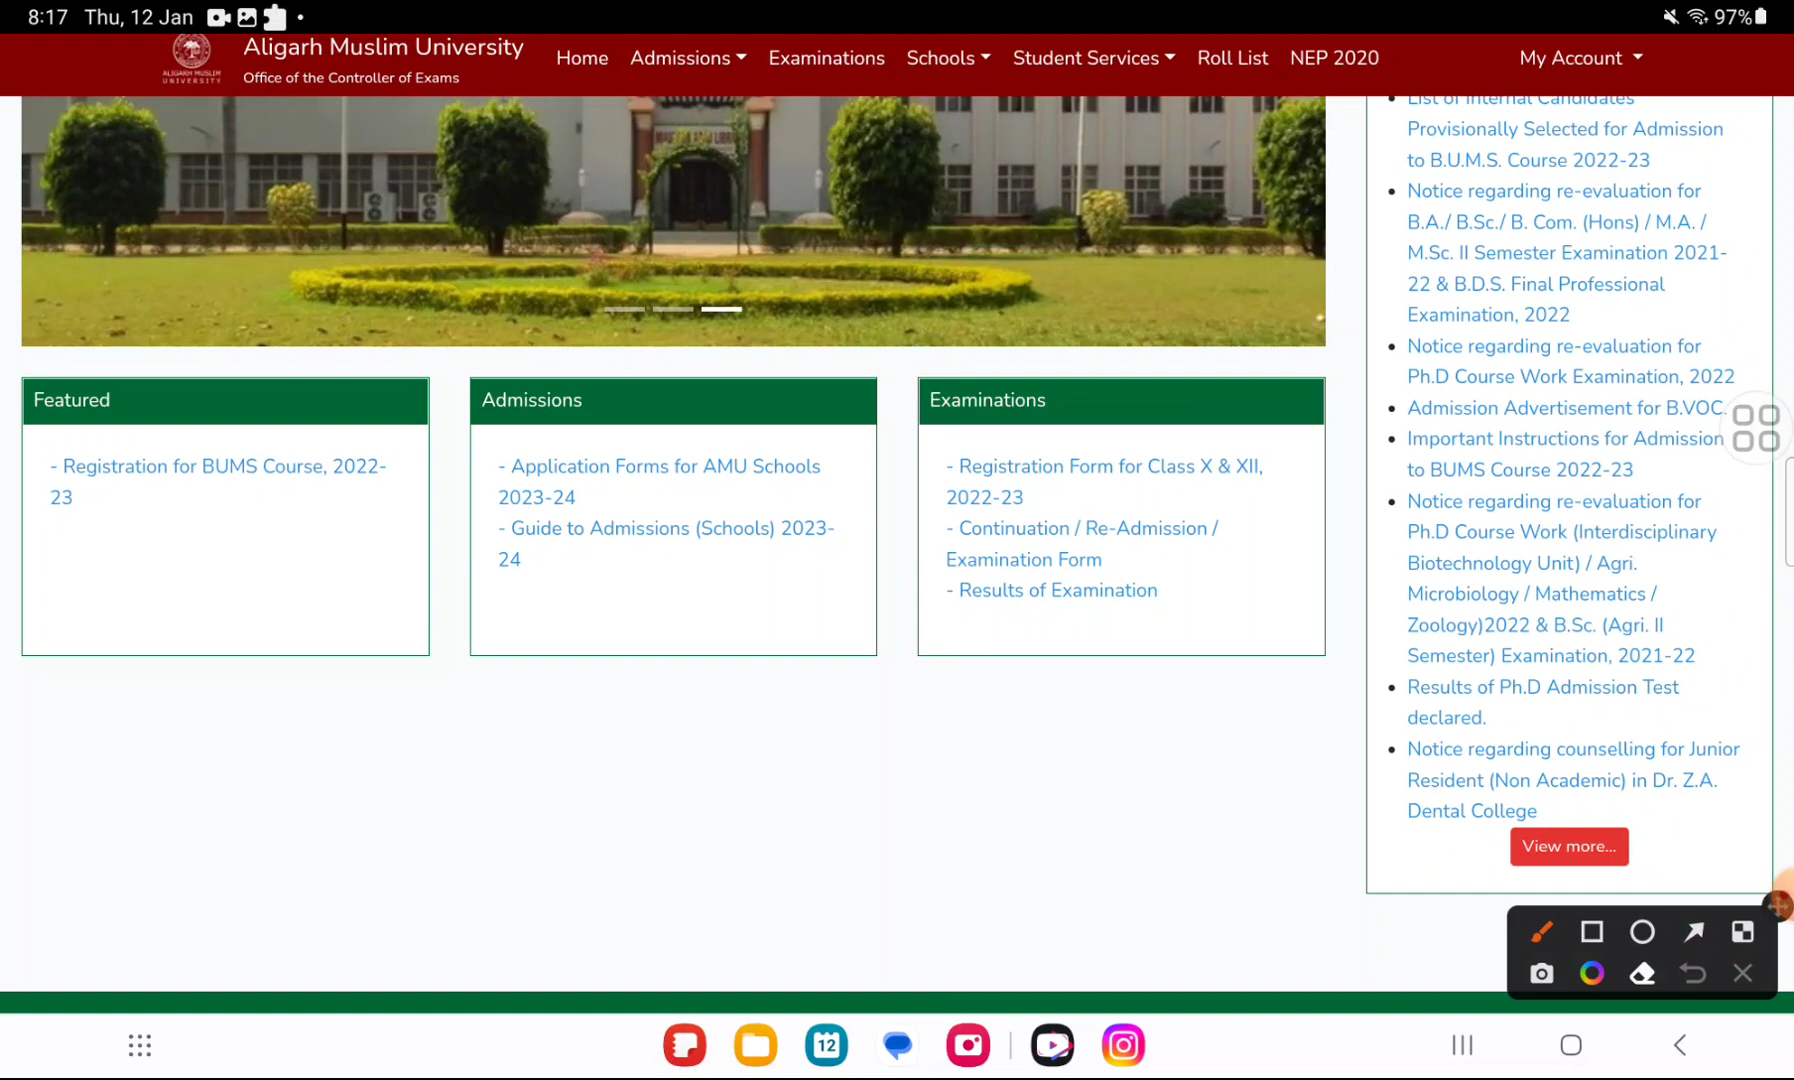 8:17 Thu, 12 Jan
97%
ALIGARH MUSLIM
UNIVERSITY
Aligarh Muslim University
Office of the Controller of Exams
Home Admissions Examinations Schools Student Services Roll List NEP 2020 My Account
List of Internal Candidates
Provisionally Selected for Admission
to B.U.M.S. Course 2022-23
Notice regarding re-evaluation for
B.A./ B.Sc./ B. Com. (Hons) / M.A. /
M.Sc. II Semester Examination 2021-
22 & B.D.S. Final Professional
Examination, 2022
Notice regarding re-evaluation for
Ph.D Course Work Examination, 2022
Admission Advertisement for B.VOC.
Important Instructions for Admission
to BUMS Course 2022-23
Notice regarding re-evaluation for
Ph.D Course Work (Interdisciplinary
Biotechnology Unit) / Agri.
Microbiology / Mathematics /
Zoology)2022 & B.Sc. (Agri. II
Semester) Examination, 2021-22
Results of Ph.D Admission Test
declared.
Notice regarding counselling for Junior
Resident (Non Academic) in Dr. Z.A.
Dental College
View more...
Featured
- Registration for BUMS Course, 2022-
23
Admissions
- Application Forms for AMU Schools
2023-24
- Guide to Admissions (Schools) 2023-
24
Examinations
- Registration Form for Class X & XII,
2022-23
- Continuation / Re-Admission /
Examination Form
- Results of Examination
12